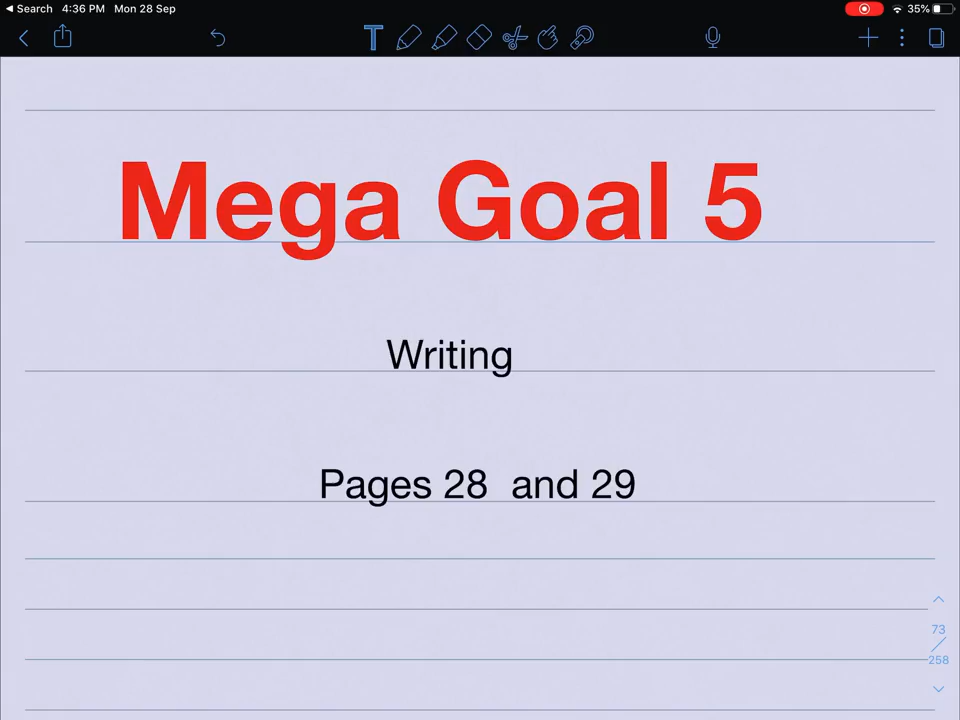 Search 4:36 PM Mon 28 Sep 35%
T
Mega Goal 5
Writing
Pages 28 and 29
73
258